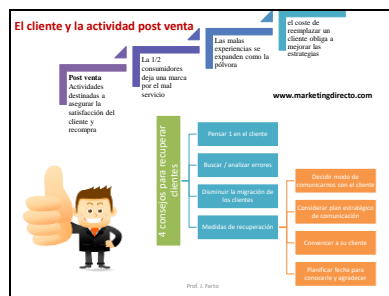 El cliente y la actividad post venta
Post venta
Actividades
destinadas a
asegurar la
satisfacción del
cliente y
recompra
La 1/2
consumidores
deja una marca
por el mal
servicio
Las malas
experiencias se
expanden como la
pólvora
el coste de
reemplazar un
cliente obliga a
mejorar las
estrategias
www.marketingdirecto.com
4 consejos para recuperar
clientes
Pensar 1 en el cliente
Buscar / analizar errores
Disminuir la migración de
los clientes
Medidas de recuperación
Decidir modo de
comunicarnos con el cliente
Considerar plan estratégico
de comunicación
Convencer a su cliente
Planificar fecha para
conocerle y agradecer
Prof. J. Farto